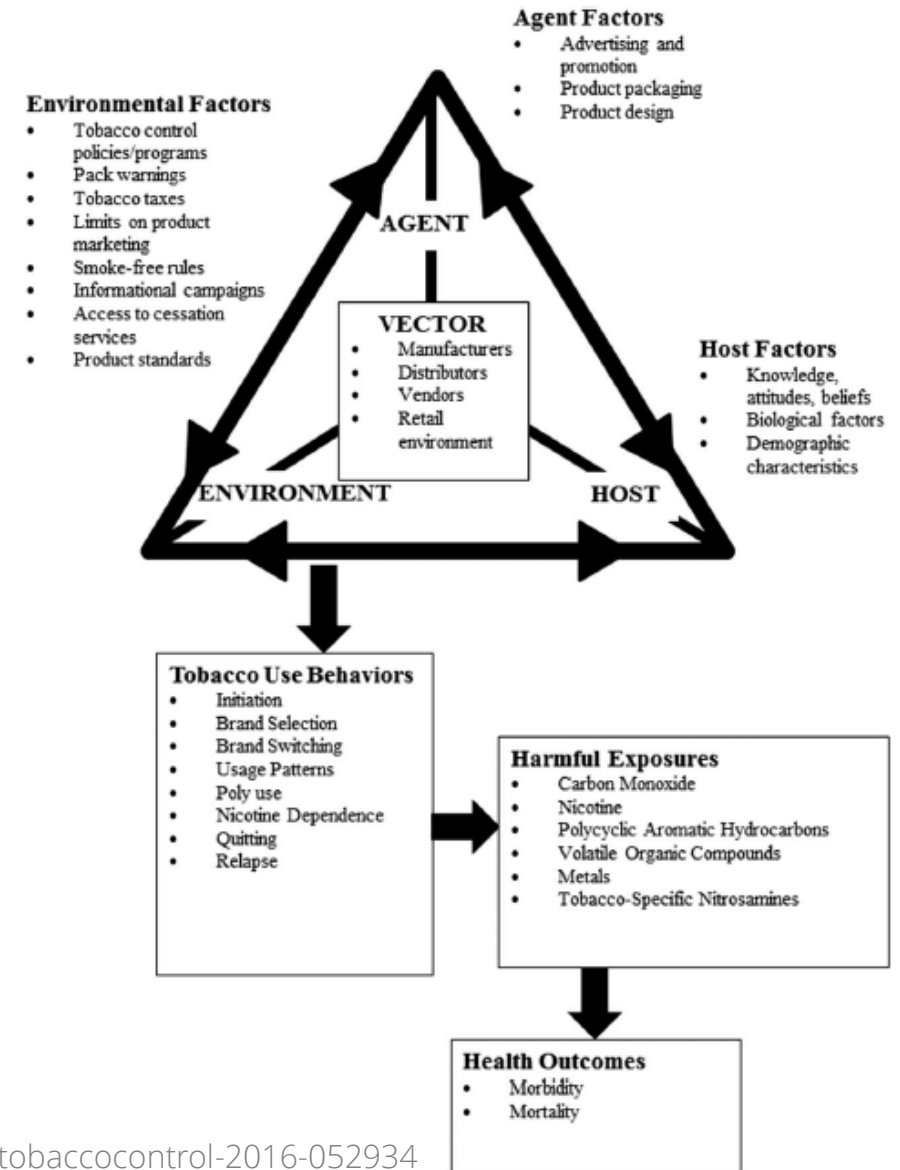 Agent Factors
• Advertising and
promotion
• Product packaging
• Product design
Environmental Factors
• Tobacco control
policies/programs
• Pack warnings
• Tobacco taxes
• Limits on product
marketing
• Smoke-free rules
• Informational campaigns
• Access to cessation
services
• Product standards
AGENT
VECTOR
• Manufacturers
• Distributors
• Vendors
• Retail
environment
Host Factors
• Knowledge,
attitudes, beliefs
• Biological factors
• Demographic
characteristics
ENVIRONMENT
HOST
Tobacco Use Behaviors
• Initiation
• Brand Selection
• Brand Switching
• Usage Patterns
• Poly use
• Nicotine Dependence
• Quitting
• Relapse
Harmful Exposures
• Carbon Monoxide
• Nicotine
• Polycyclic Aromatic Hydrocarbons
• Volatile Organic Compounds
• Metals
• Tobacco-Specific Nitrosamines
Health Outcomes
• Morbidity
• Mortality
tobaccocontrol-2016-052934